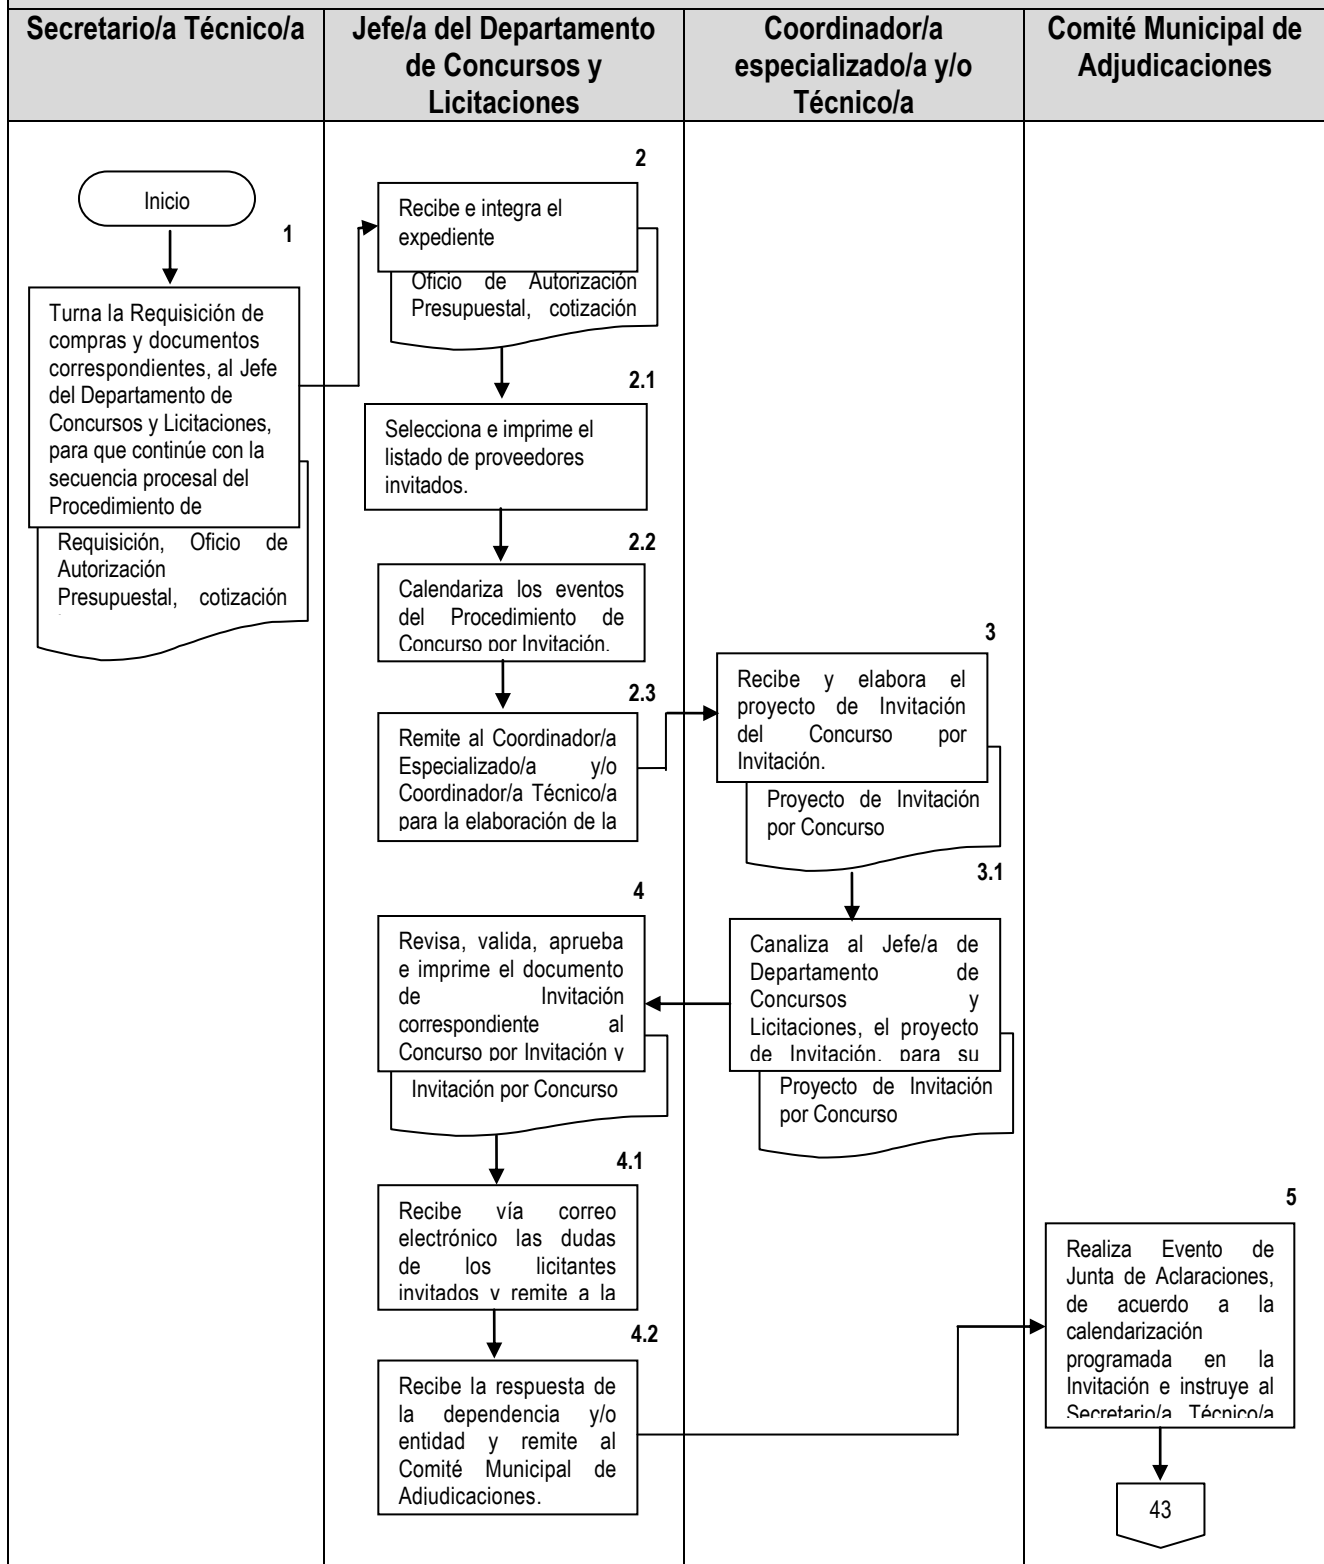 Secretario/a Técnico/a
Jefe/a del Departamento
de Concursos y
Licitaciones
Coordinador/a
especializado/a y/o
Técnico/a
Comité Municipal de
Adjudicaciones
Inicio
1
Turna la Requisición de
compras y documentos
correspondientes, al Jefe
del Departamento de
Concursos y Licitaciones,
para que continúe con la
secuencia procesal del
Procedimiento de
Requisición, Oficio de
Autorización
Presupuestal, cotización
2
Recibe e integra el
expediente
Oficio de Autorización
Presupuestal, cotización
2.1
Selecciona e imprime el
listado de proveedores
invitados.
2.2
Calendariza los eventos
del Procedimiento de
Concurso por Invitación.
2.3
Remite al Coordinador/a
Especializado/a y/o
Coordinador/a Técnico/a
para la elaboración de la
3
Recibe y elabora el
proyecto de Invitación
del Concurso por
Invitación.
Proyecto de Invitación
por Concurso
3.1
Canaliza al Jefe/a de
Departamento de
Concursos y
Licitaciones, el proyecto
de Invitación, para su
Proyecto de Invitación
por Concurso
4
Revisa, valida, aprueba
e imprime el documento
de Invitación
correspondiente al
Concurso por Invitación y
Invitación por Concurso
4.1
Recibe vía correo
electrónico las dudas
de los licitantes
invitados y remite a la
4.2
Recibe la respuesta de
la dependencia y/o
entidad y remite al
Comité Municipal de
Adjudicaciones.
5
Realiza Evento de
Junta de Aclaraciones,
de acuerdo a la
calendarización
programada en la
Invitación e instruye al
Secretario/a Técnico/a
43